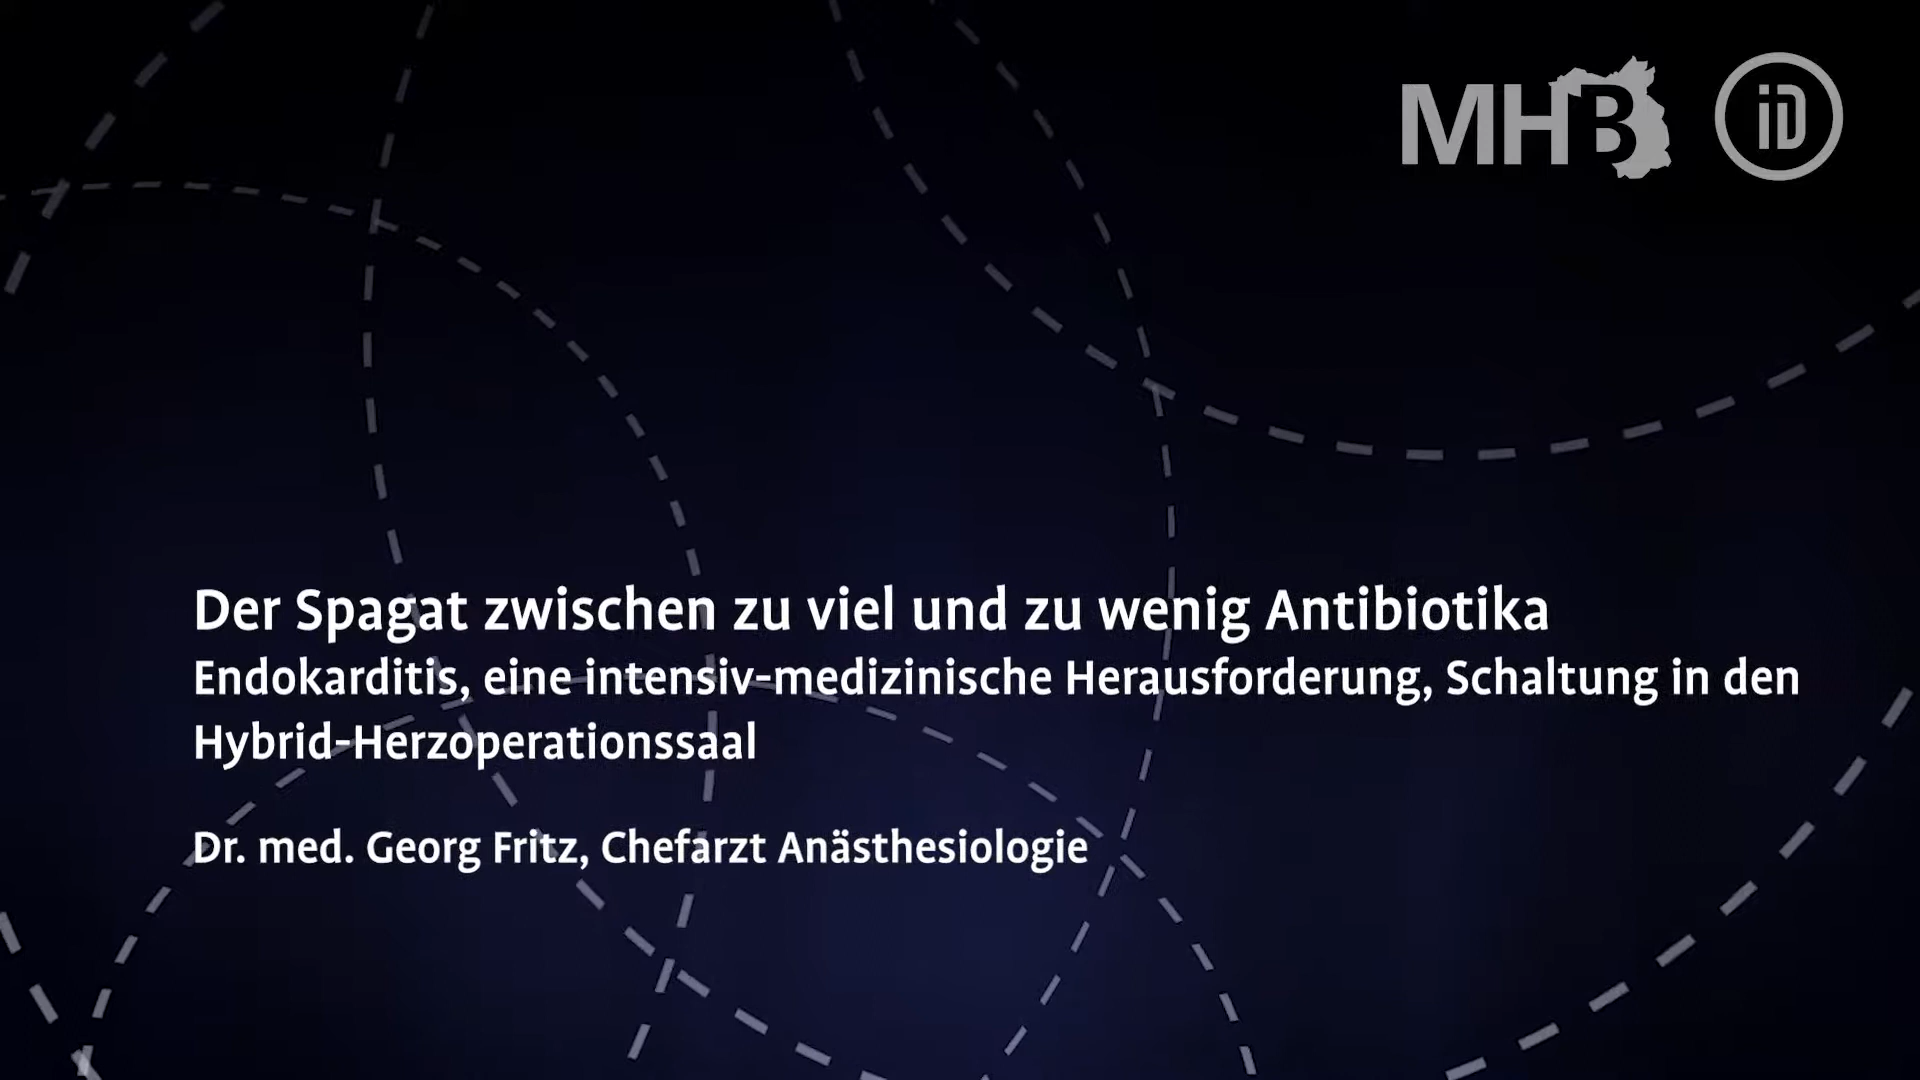 MHB iD
Der Spagat zwischen zu viel und zu wenig Antibiotika
Endokarditis, eine intensiv-medizinische Herausforderung, Schaltung in den
Hybrid-Herzoperationssaal
Dr. med. Georg Fritz, Chefarzt Anästhesiologie